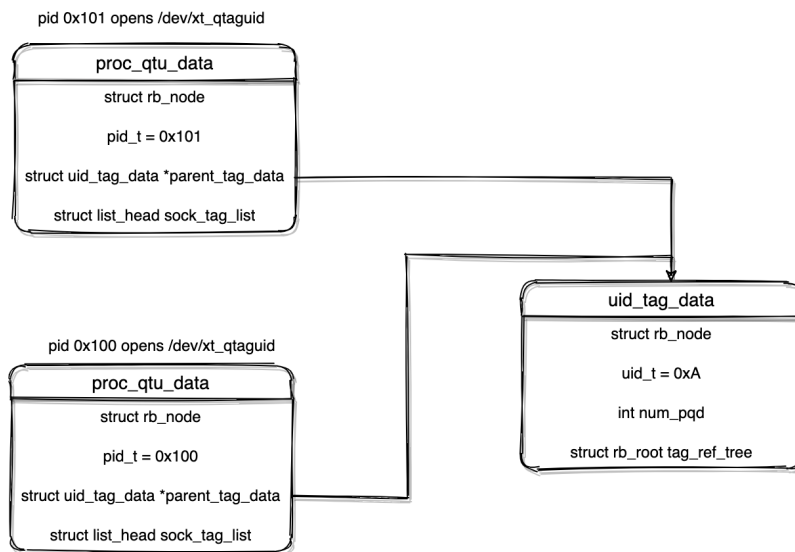 pid 0x101 opens /dev/xt_qtaguid
proc_qtu_data
struct rb_node
pid_t = 0x101
struct uid_tag_data *parent_tag_data
struct list_head sock_tag_list
uid_tag_data
struct rb_node
uid_t = 0xA
int num_pqd
struct rb_root tag_ref_tree
pid 0x100 opens /dev/xt_qtaguid
proc_qtu_data
struct rb_node
pid_t = 0x100
struct uid_tag_data *parent_tag_data
struct list_head sock_tag_list